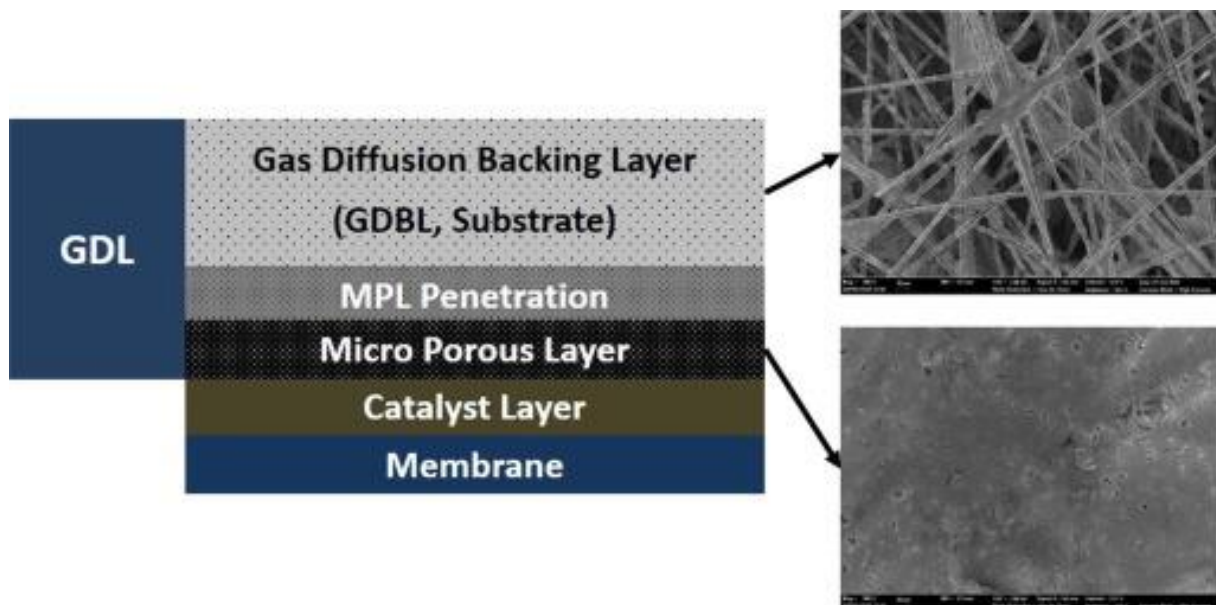 GDL
Gas Diffusion Backing Layer
(GDBL, Substrate)
MPL Penetration
Micro Porous Layer
Catalyst Layer
Membrane